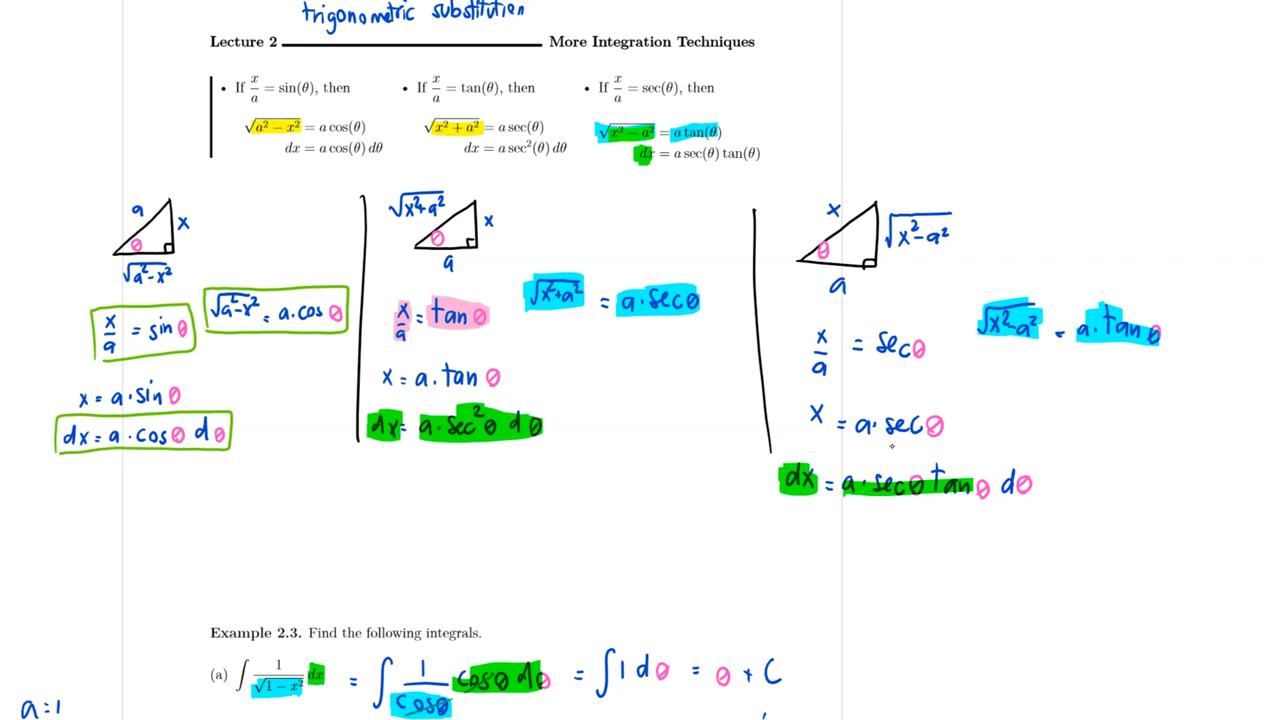 trigonometric substitution
Lecture 2 More Integration Techniques
• If x/a = sin(θ), then
√(a² − x²) = a cos(θ)
dx = a cos(θ) dθ
• If x/a = tan(θ), then
√(x² + a²) = a sec(θ)
dx = a sec²(θ) dθ
• If x/a = sec(θ), then
√(x² − a²) = a tan(θ)
dx = a sec(θ) tan(θ)
a
x
θ
√(a²−x²)
x/a = sin θ
√(a²−x²) = a.cos θ
x = a.sin θ
dx = a.cos θ dθ
√(x²+a²)
x
θ
a
x/a = tan θ
√(x²+a²) = a.sec θ
x = a.tan θ
dx = a.sec²θ dθ
x
√(x²−a²)
θ
a
x/a = sec θ
√(x²−a²) = a.tan θ
x = a.sec θ
dx = a.sec θ tan θ dθ
Example 2.3. Find the following integrals.
(a) ∫ 1/√(1 − x²) dx = ∫ 1/cosθ cosθ dθ = ∫ 1 dθ = θ + C
a=1